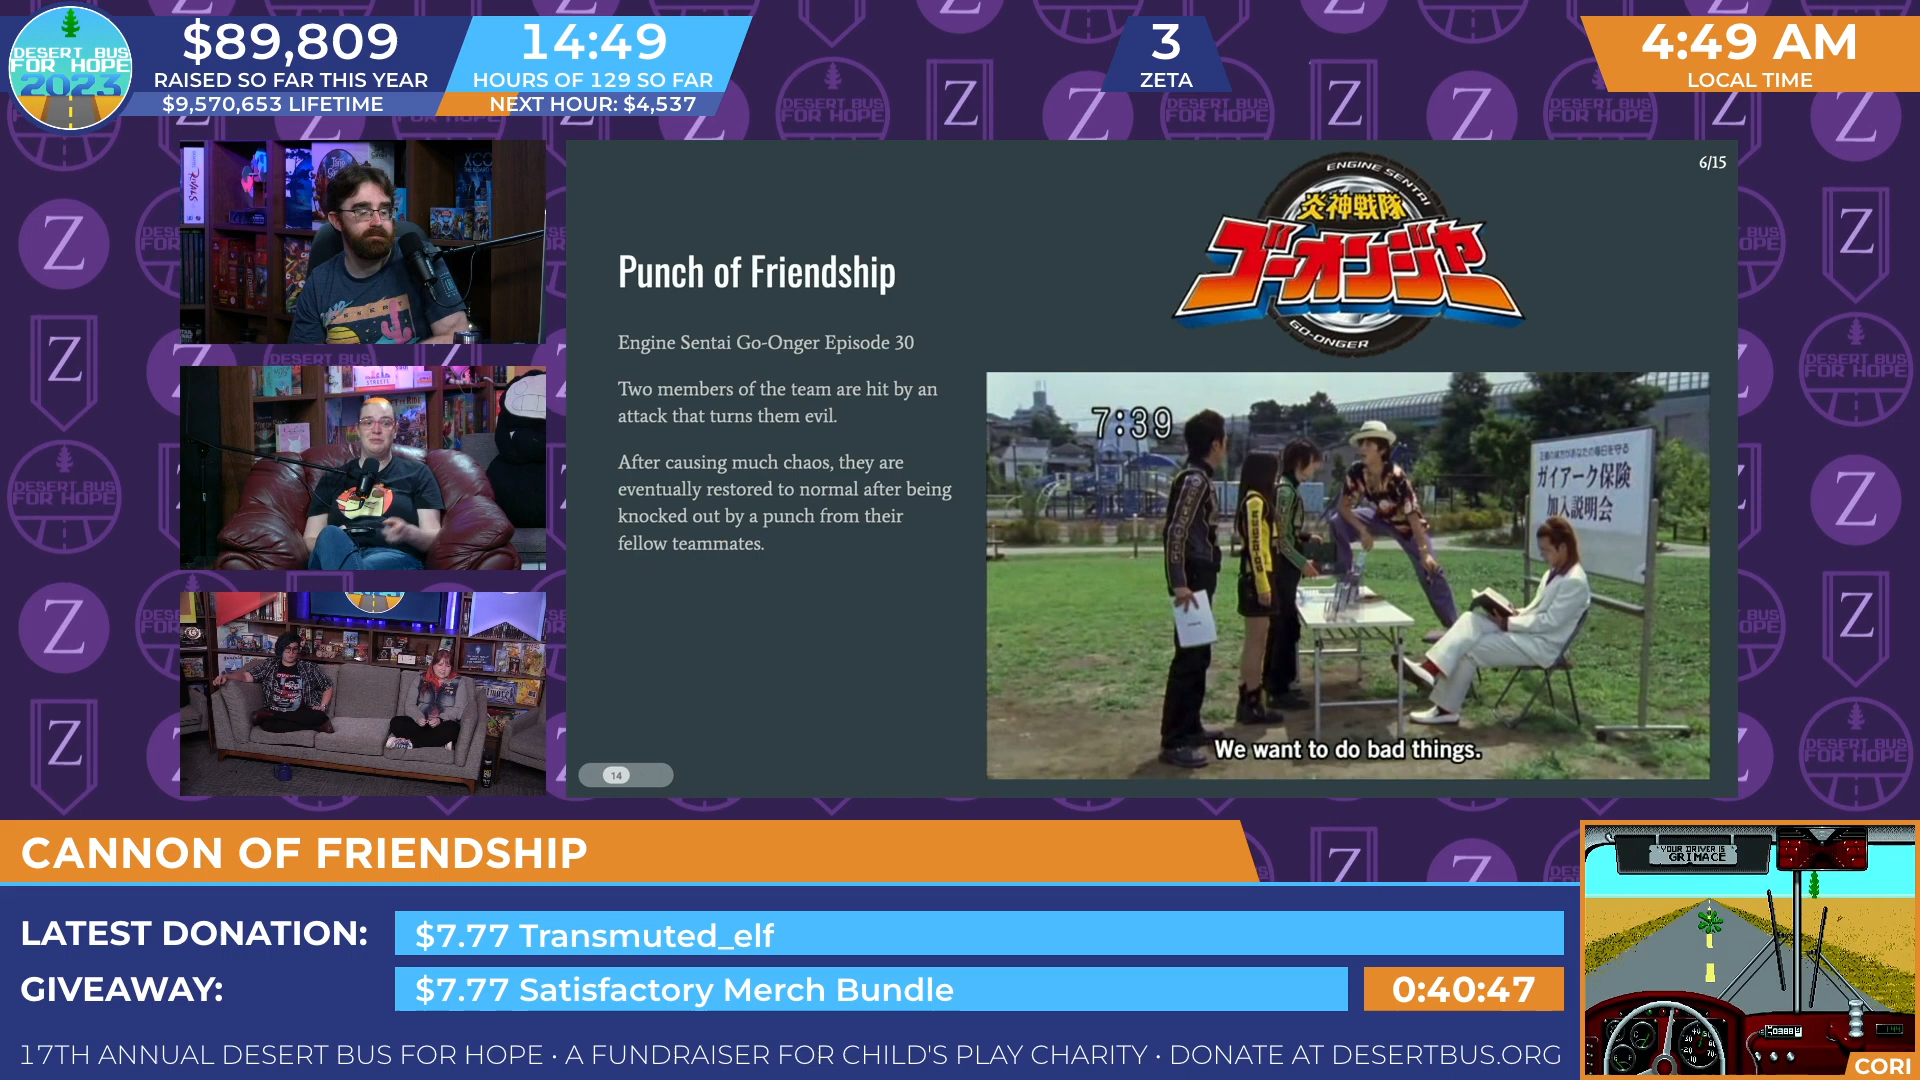 DESERT BUS
FOR HOPE
2023
$89,809
RAISED SO FAR THIS YEAR
$9,570,653 LIFETIME
14:49
HOURS OF 129 SO FAR
NEXT HOUR: $4,537
3
ZETA
4:49 AM
LOCAL TIME
6/15
Punch of Friendship
Engine Sentai Go-Onger Episode 30
Two members of the team are hit by an
attack that turns them evil.
After causing much chaos, they are
eventually restored to normal after being
knocked out by a punch from their
fellow teammates.
14
ENGINE SENTAI
炎神戦隊
ゴーオンジャー
GO-ONGER
7:39
ガイアーク保険
加入説明会
We want to do bad things.
CANNON OF FRIENDSHIP
LATEST DONATION:
$7.77 Transmuted_elf
GIVEAWAY:
$7.77 Satisfactory Merch Bundle
0:40:47
17TH ANNUAL DESERT BUS FOR HOPE • A FUNDRAISER FOR CHILD'S PLAY CHARITY • DONATE AT DESERTBUS.ORG
YOUR DRIVER IS
GRIMACE
CORI